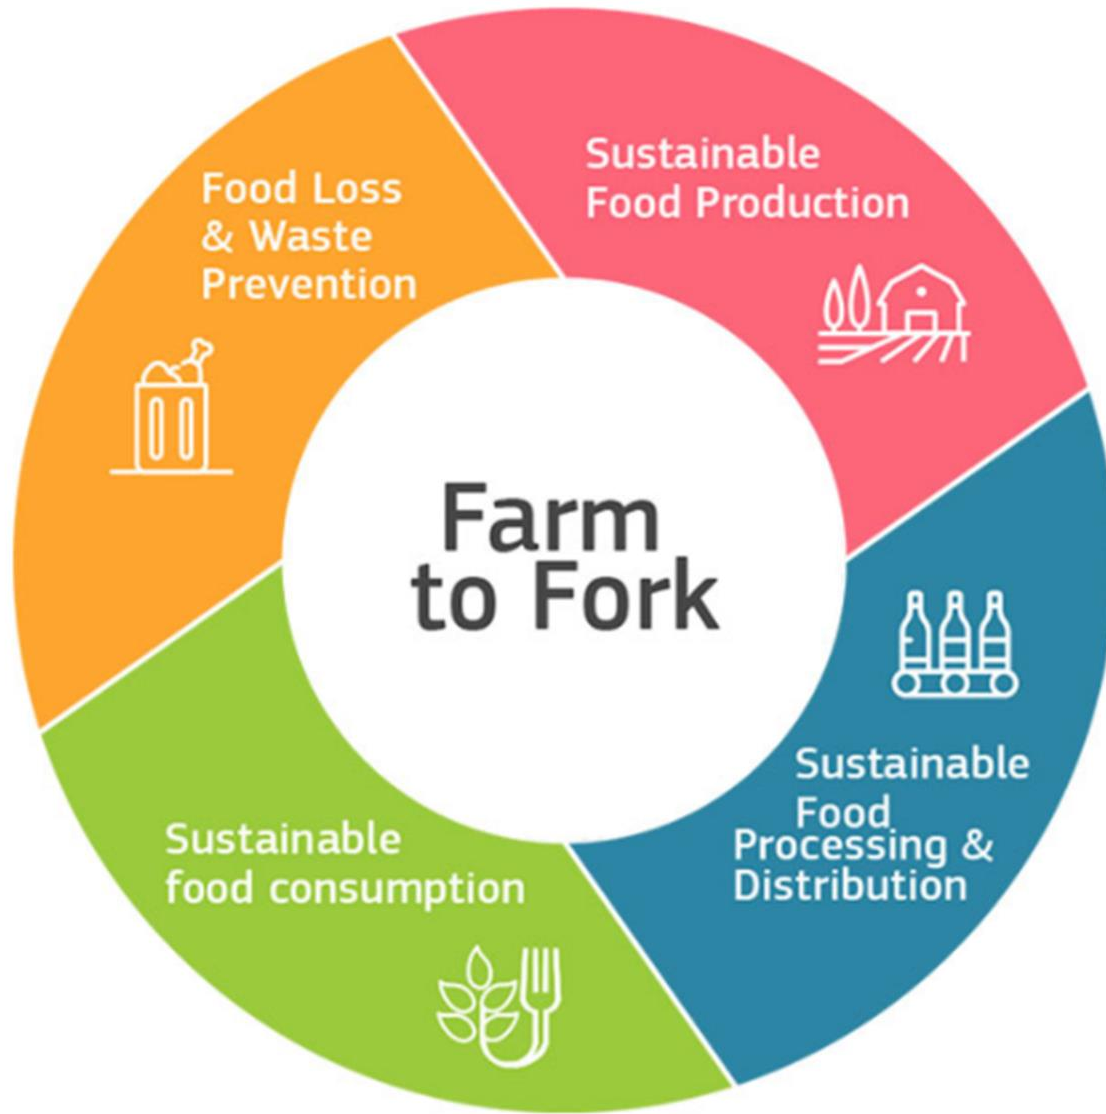 Sustainable
Food Production
Food Loss
& Waste
Prevention
Farm
to Fork
Sustainable
Food
Processing &
Distribution
Sustainable
food consumption